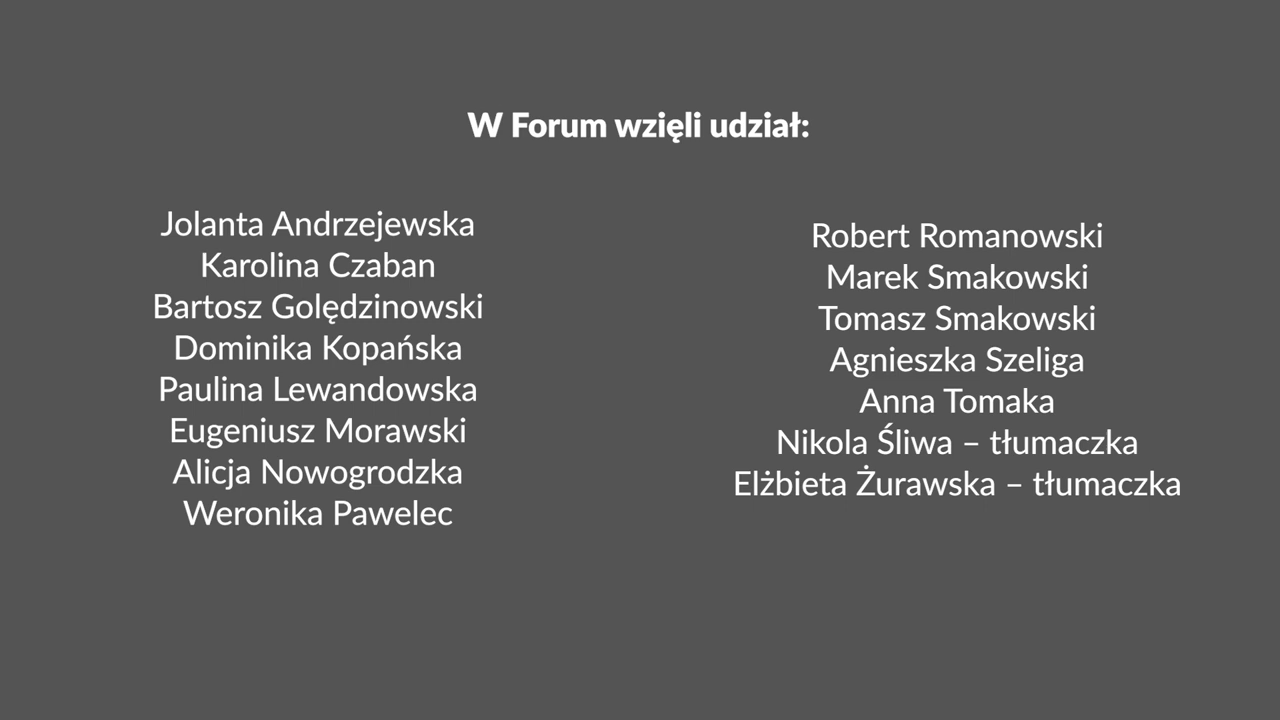 W Forum wzięli udział:
Jolanta Andrzejewska
Karolina Czaban
Bartosz Golędzinowski
Dominika Kopańska
Paulina Lewandowska
Eugeniusz Morawski
Alicja Nowogrodzka
Weronika Pawelec
Robert Romanowski
Marek Smakowski
Tomasz Smakowski
Agnieszka Szeliga
Anna Tomaka
Nikola Śliwa – tłumaczka
Elżbieta Żurawska – tłumaczka